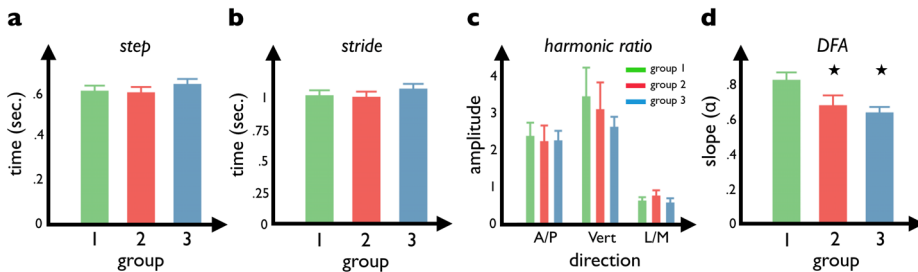 a
step
time (sec.)
.6
.4
.2
0
1 2 3
group
b
stride
time (sec.)
1
.75
.5
.25
0
1 2 3
group
c
harmonic ratio
group 1
group 2
group 3
amplitude
4
3
2
1
0
A/P Vert L/M
direction
d
DFA
★ ★
slope (α)
.8
.6
.4
.2
0
1 2 3
group